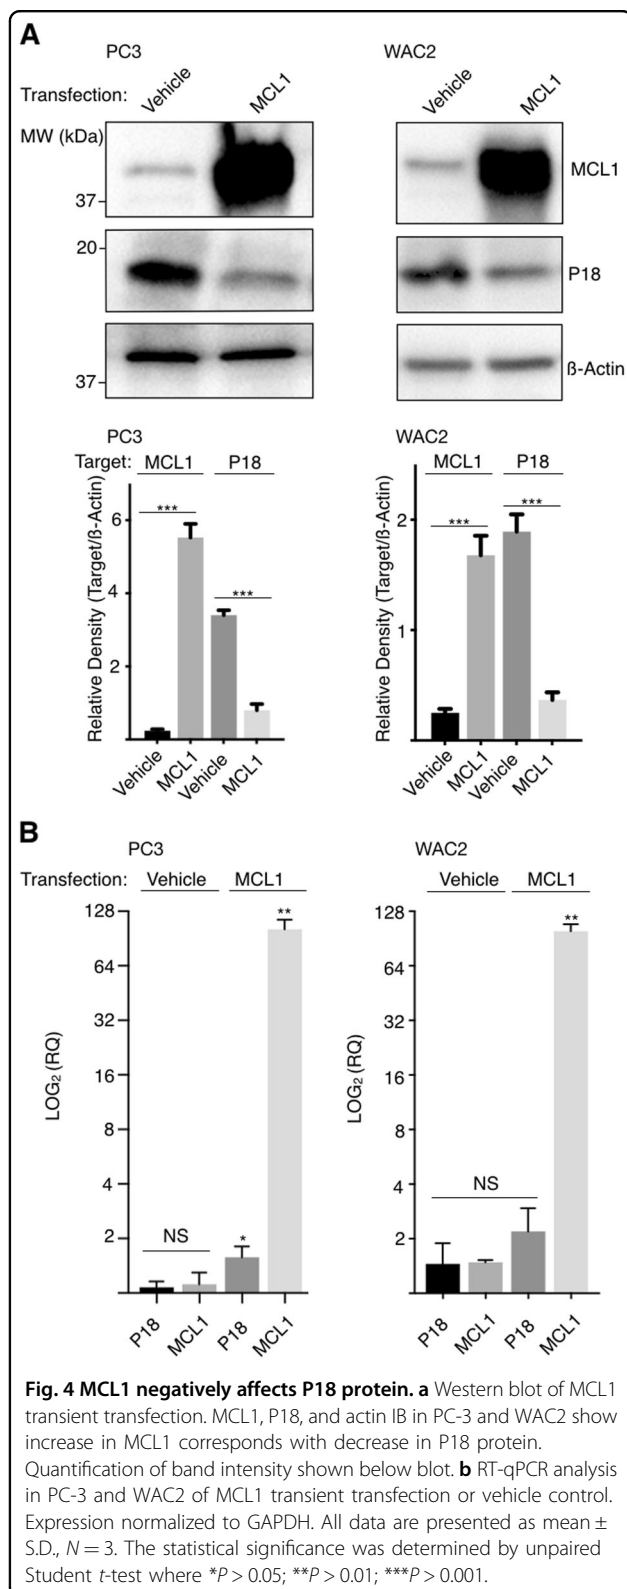 A
PC3
WAC2
Transfection:
Vehicle
MCL1
Vehicle
MCL1
MW (kDa)
37
20
37
MCL1
P18
ß-Actin
PC3
Target:
MCL1
P18
Relative Density (Target/ß-Actin)
6
4
2
***
***
Vehicle
MCL1
Vehicle
MCL1
WAC2
MCL1
P18
Relative Density (Target/ß-Actin)
2
1
***
***
Vehicle
MCL1
Vehicle
MCL1
B
PC3
Transfection:
Vehicle
MCL1
LOG₂ (RQ)
128
64
32
16
8
4
2
NS
*
**
P18
MCL1
P18
MCL1
WAC2
Vehicle
MCL1
LOG₂ (RQ)
128
64
32
16
8
4
2
NS
**
P18
MCL1
P18
MCL1
Fig. 4 MCL1 negatively affects P18 protein. a Western blot of MCL1
transient transfection. MCL1, P18, and actin IB in PC-3 and WAC2 show
increase in MCL1 corresponds with decrease in P18 protein.
Quantification of band intensity shown below blot. b RT-qPCR analysis
in PC-3 and WAC2 of MCL1 transient transfection or vehicle control.
Expression normalized to GAPDH. All data are presented as mean ±
S.D., N = 3. The statistical significance was determined by unpaired
Student t-test where *P > 0.05; **P > 0.01; ***P > 0.001.